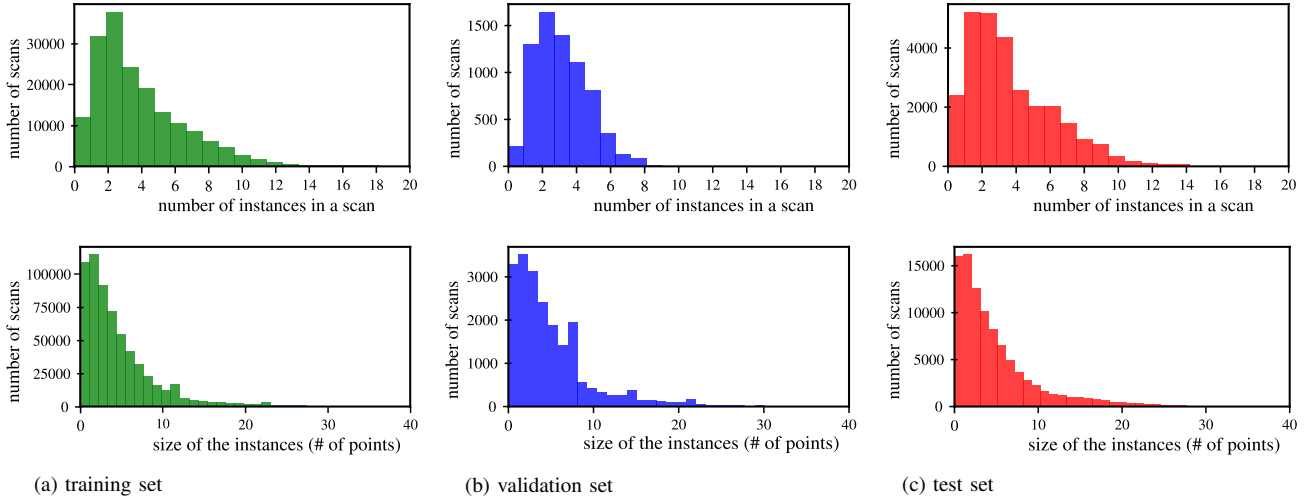 number of scans
30000
20000
10000
0
0 2 4 6 8 10 12 14 16 18 20
number of instances in a scan
number of scans
1500
1000
500
0
0 2 4 6 8 10 12 14 16 18 20
number of instances in a scan
number of scans
4000
2000
0
0 2 4 6 8 10 12 14 16 18 20
number of instances in a scan
number of scans
100000
75000
50000
25000
0
0 10 20 30 40
size of the instances (# of points)
number of scans
3000
2000
1000
0
0 10 20 30 40
size of the instances (# of points)
number of scans
15000
10000
5000
0
0 10 20 30 40
size of the instances (# of points)
(a) training set
(b) validation set
(c) test set